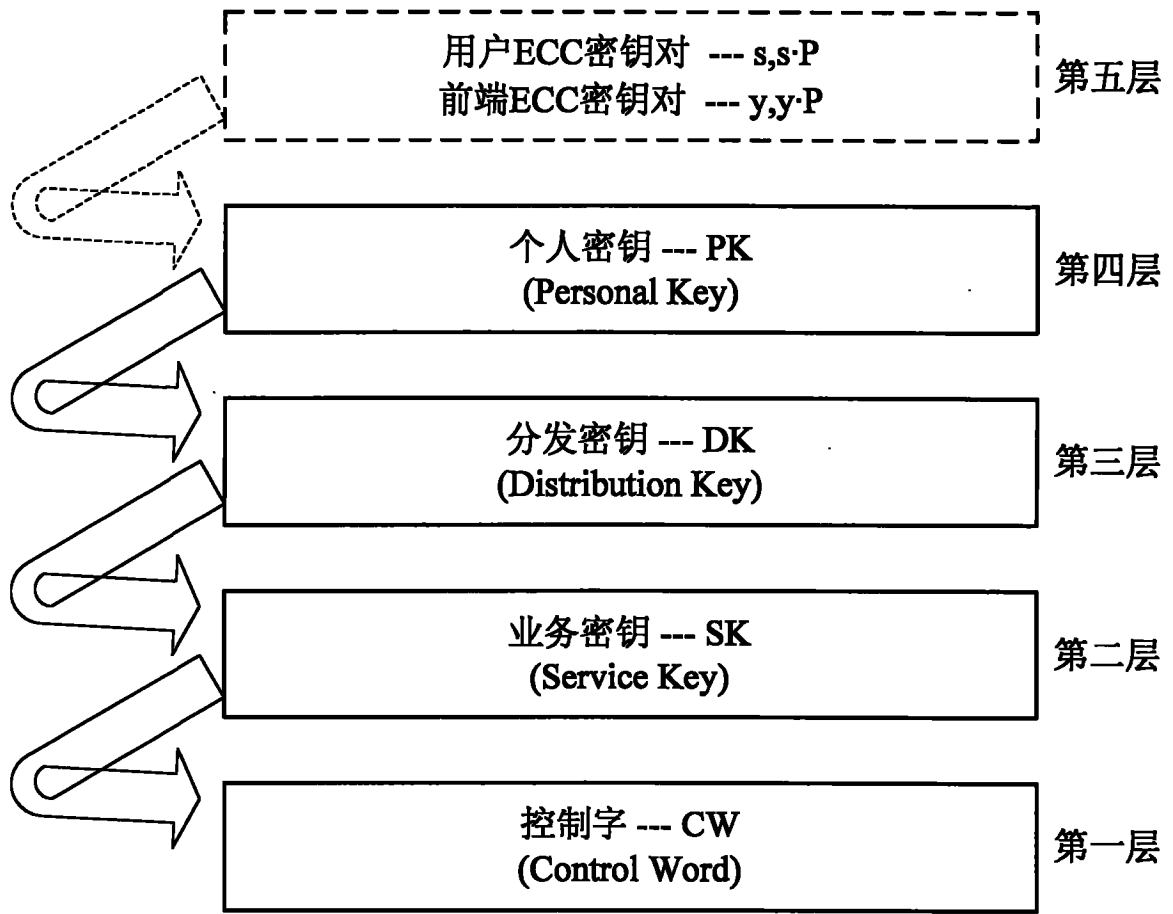 用户ECC密钥对 --- s,s·P
前端ECC密钥对 --- y,y·P
第五层
个人密钥 --- PK
(Personal Key)
第四层
分发密钥 --- DK
(Distribution Key)
第三层
业务密钥 --- SK
(Service Key)
第二层
控制字 --- CW
(Control Word)
第一层